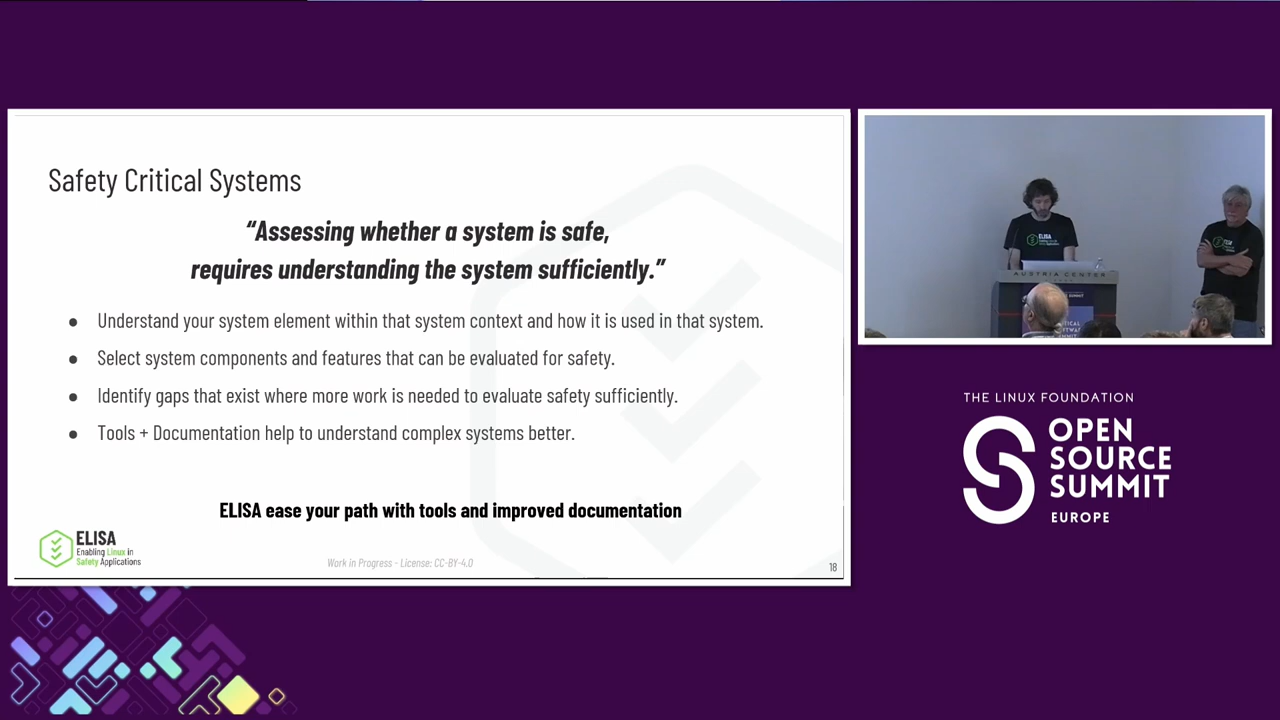 Safety Critical Systems
“Assessing whether a system is safe,
requires understanding the system sufficiently.”
● Understand your system element within that system context and how it is used in that system.
● Select system components and features that can be evaluated for safety.
● Identify gaps that exist where more work is needed to evaluate safety sufficiently.
● Tools + Documentation help to understand complex systems better.
ELISA ease your path with tools and improved documentation
ELISA
Enabling Linux in
Safety Applications
Work in Progress - License: CC-BY-4.0
18
ELISA
AUSTRIA CENTER
THE LINUX FOUNDATION
OPEN
SOURCE
SUMMIT
EUROPE